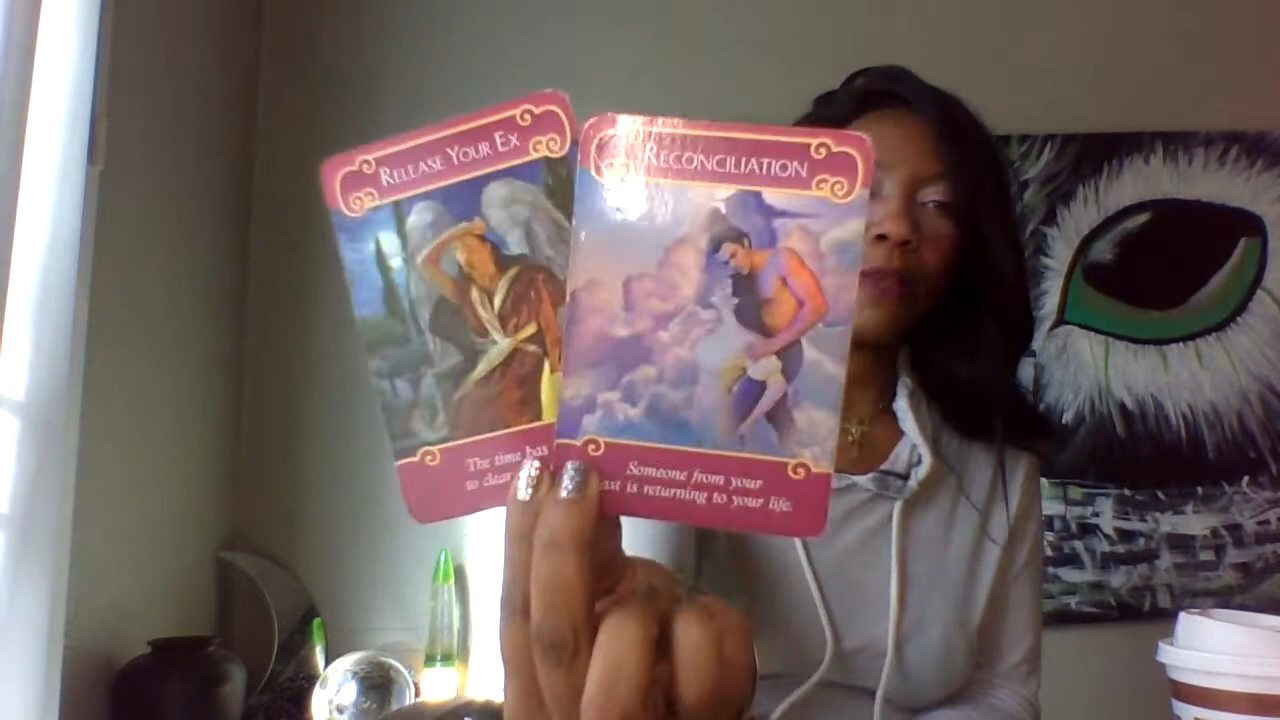 RELEASE YOUR EX
The time has
to clear
RECONCILIATION
Someone from your
ast is returning to your life.